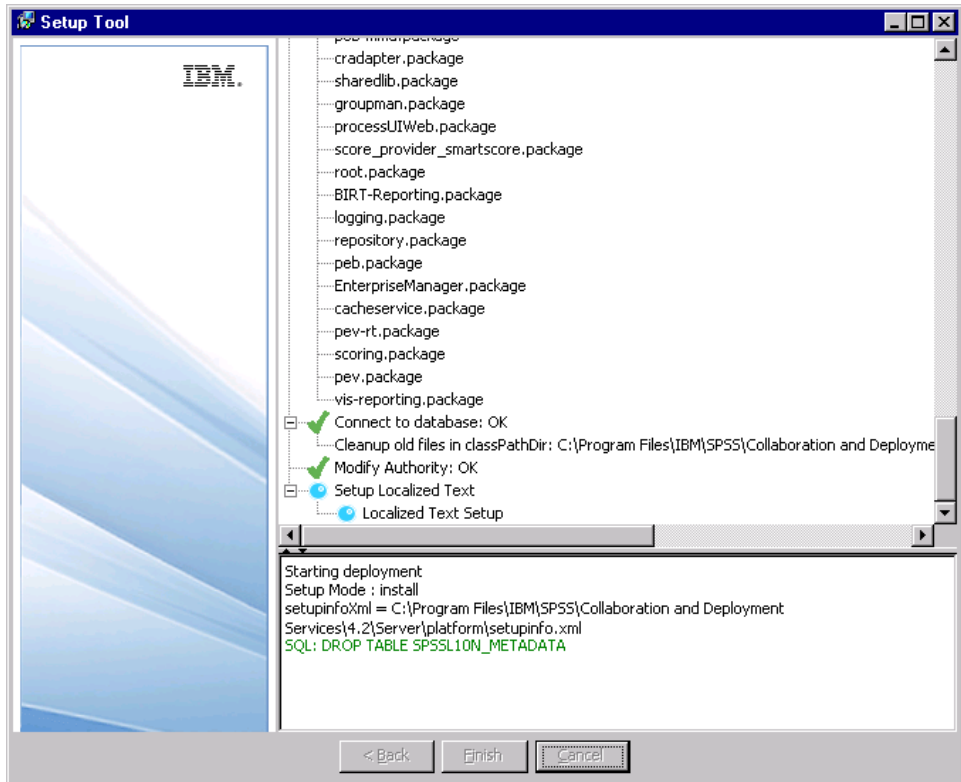 Setup Tool
IBM.
peb-mma.package
cradapter.package
sharedlib.package
groupman.package
processUIWeb.package
score_provider_smartscore.package
root.package
BIRT-Reporting.package
logging.package
repository.package
peb.package
EnterpriseManager.package
cacheservice.package
pev-rt.package
scoring.package
pev.package
vis-reporting.package
Connect to database: OK
Cleanup old files in classPathDir: C:\Program Files\IBM\SPSS\Collaboration and Deployme
Modify Authority: OK
Setup Localized Text
Localized Text Setup
Starting deployment
Setup Mode : install
setupinfoXml = C:\Program Files\IBM\SPSS\Collaboration and Deployment
Services\4.2\Server\platform\setupinfo.xml
SQL: DROP TABLE SPSSL10N_METADATA
< Back
Finish
Cancel